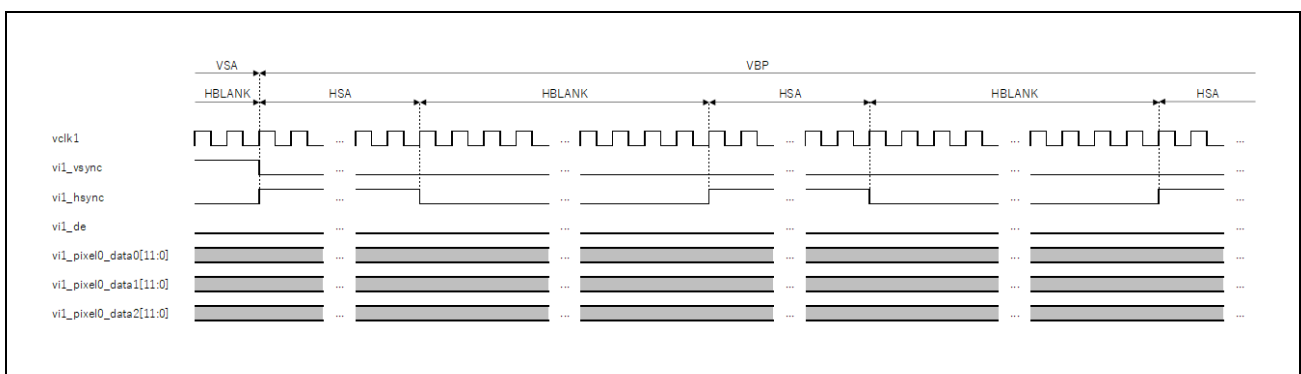 VSA VBP
HBLANK HSA HBLANK HSA HBLANK HSA
vclk1 ... ... ... ... ...
vi1_vsync ... ... ... ... ...
vi1_hsync ... ... ... ... ...
vi1_de ... ... ... ... ...
vi1_pixel0_data0[11:0] ... ... ... ... ...
vi1_pixel0_data1[11:0] ... ... ... ... ...
vi1_pixel0_data2[11:0] ... ... ... ... ...